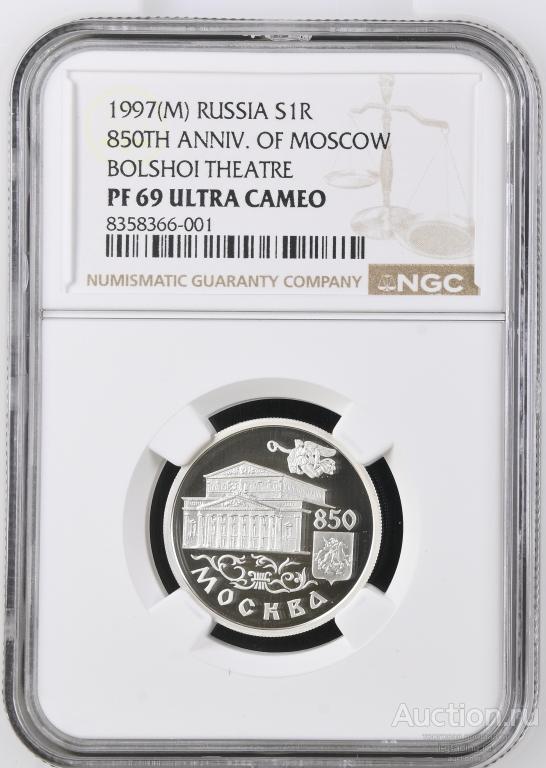 1997(M) RUSSIA S1R
850TH ANNIV. OF MOSCOW
BOLSHOI THEATRE
PF 69 ULTRA CAMEO
8358366-001
NUMISMATIC GUARANTY COMPANY NGC
850
МОСКВА
Auction.ru